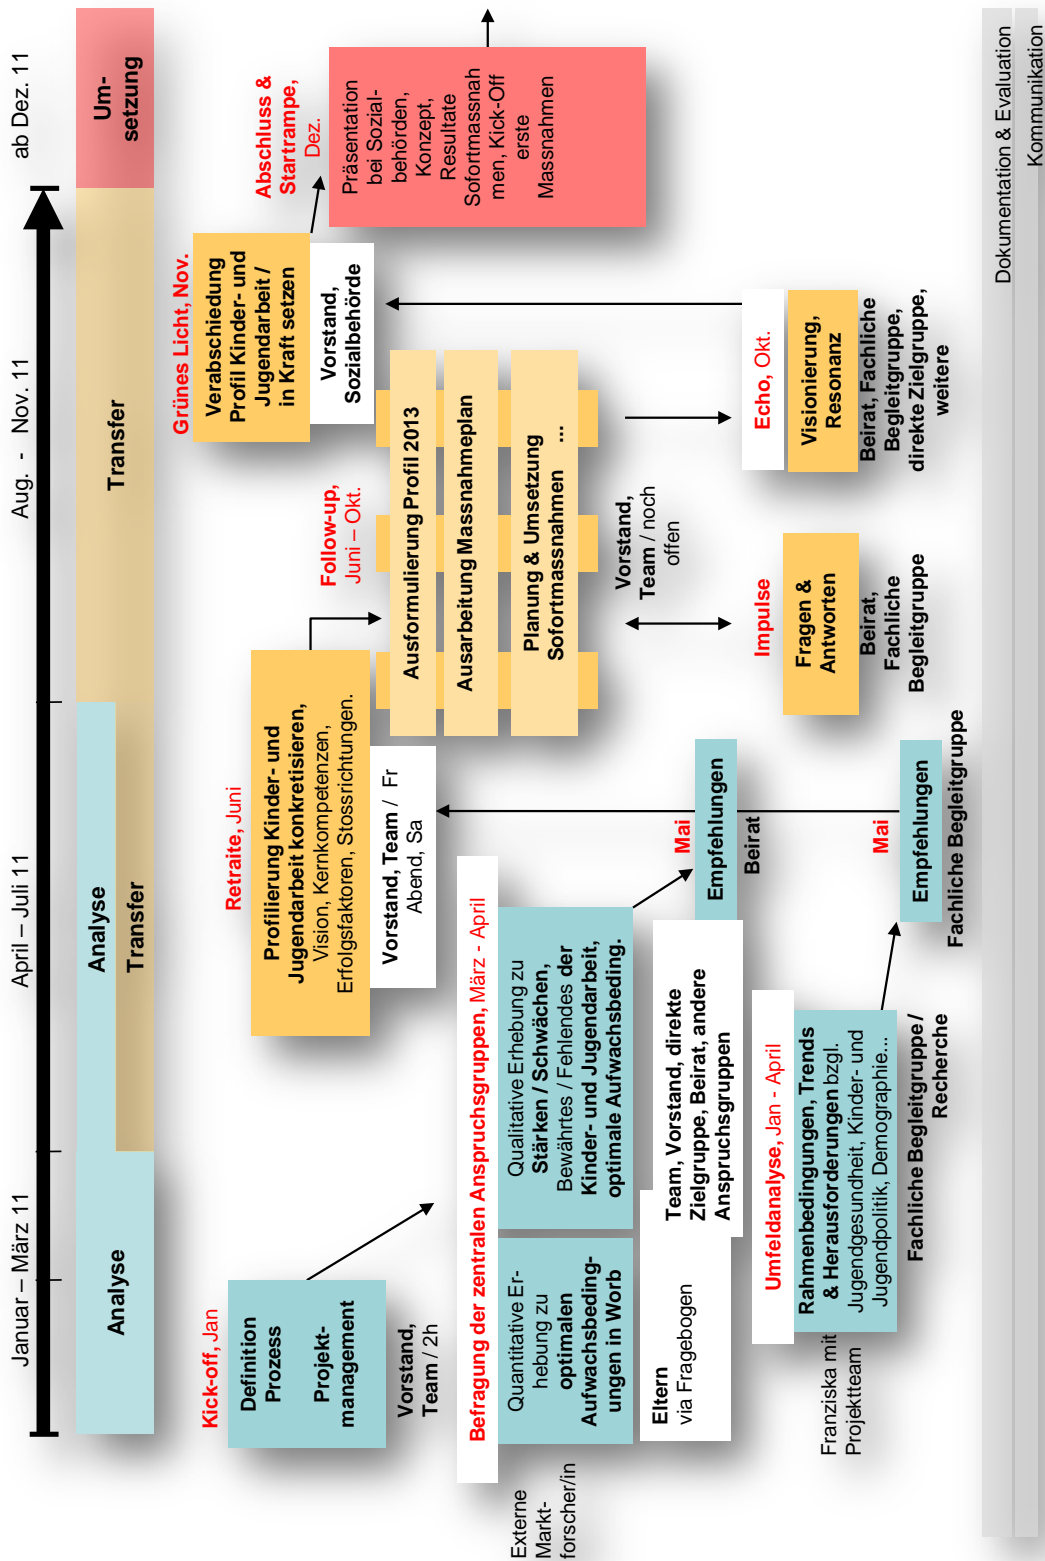 Januar – März 11
April – Juli 11
Aug. - Nov. 11
ab Dez. 11
Analyse
Analyse
Transfer
Transfer
Um-
setzung
Kick-off, Jan
Definition
Prozess
Projekt-
management
Vorstand,
Team / 2h
Retraite, Juni
Profilierung Kinder- und
Jugendarbeit konkretisieren,
Vision, Kernkompetenzen,
Erfolgsfaktoren, Stossrichtungen.
Vorstand, Team / Fr
Abend, Sa
Follow-up,
Juni – Okt.
Ausformulierung Profil 2013
Ausarbeitung Massnahmeplan
Planung & Umsetzung
Sofortmassnahmen ...
Vorstand,
Team / noch
offen
Grünes Licht, Nov.
Verabschiedung
Profil Kinder- und
Jugendarbeit /
in Kraft setzen
Vorstand,
Sozialbehörde
Abschluss &
Startrampe,
Dez.
Präsentation
bei Sozial-
behörden,
Konzept,
Resultate
Sofortmassnah
men, Kick-Off
erste
Massnahmen
Externe
Markt-
forscher/in
Befragung der zentralen Anspruchsgruppen, März - April
Quantitative Er-
hebung zu
optimalen
Aufwachsbeding-
ungen in Worb
Eltern
via Fragebogen
Qualitative Erhebung zu
Stärken / Schwächen,
Bewährtes / Fehlendes der
Kinder- und Jugendarbeit,
optimale Aufwachsbeding.
Team, Vorstand, direkte
Zielgruppe, Beirat, andere
Anspruchsgruppen
Mai
Empfehlungen
Beirat
Impulse
Fragen &
Antworten
Beirat,
Fachliche
Begleitgruppe
Echo, Okt.
Visionierung,
Resonanz
Beirat, Fachliche
Begleitgruppe,
direkte Zielgruppe,
weitere
Franziska mit
Projektteam
Umfeldanalyse, Jan - April
Rahmenbedingungen, Trends
& Herausforderungen bzgl.
Jugendgesundheit, Kinder- und
Jugendpolitik, Demographie...
Fachliche Begleitgruppe /
Recherche
Mai
Empfehlungen
Fachliche Begleitgruppe
Dokumentation & Evaluation
Kommunikation